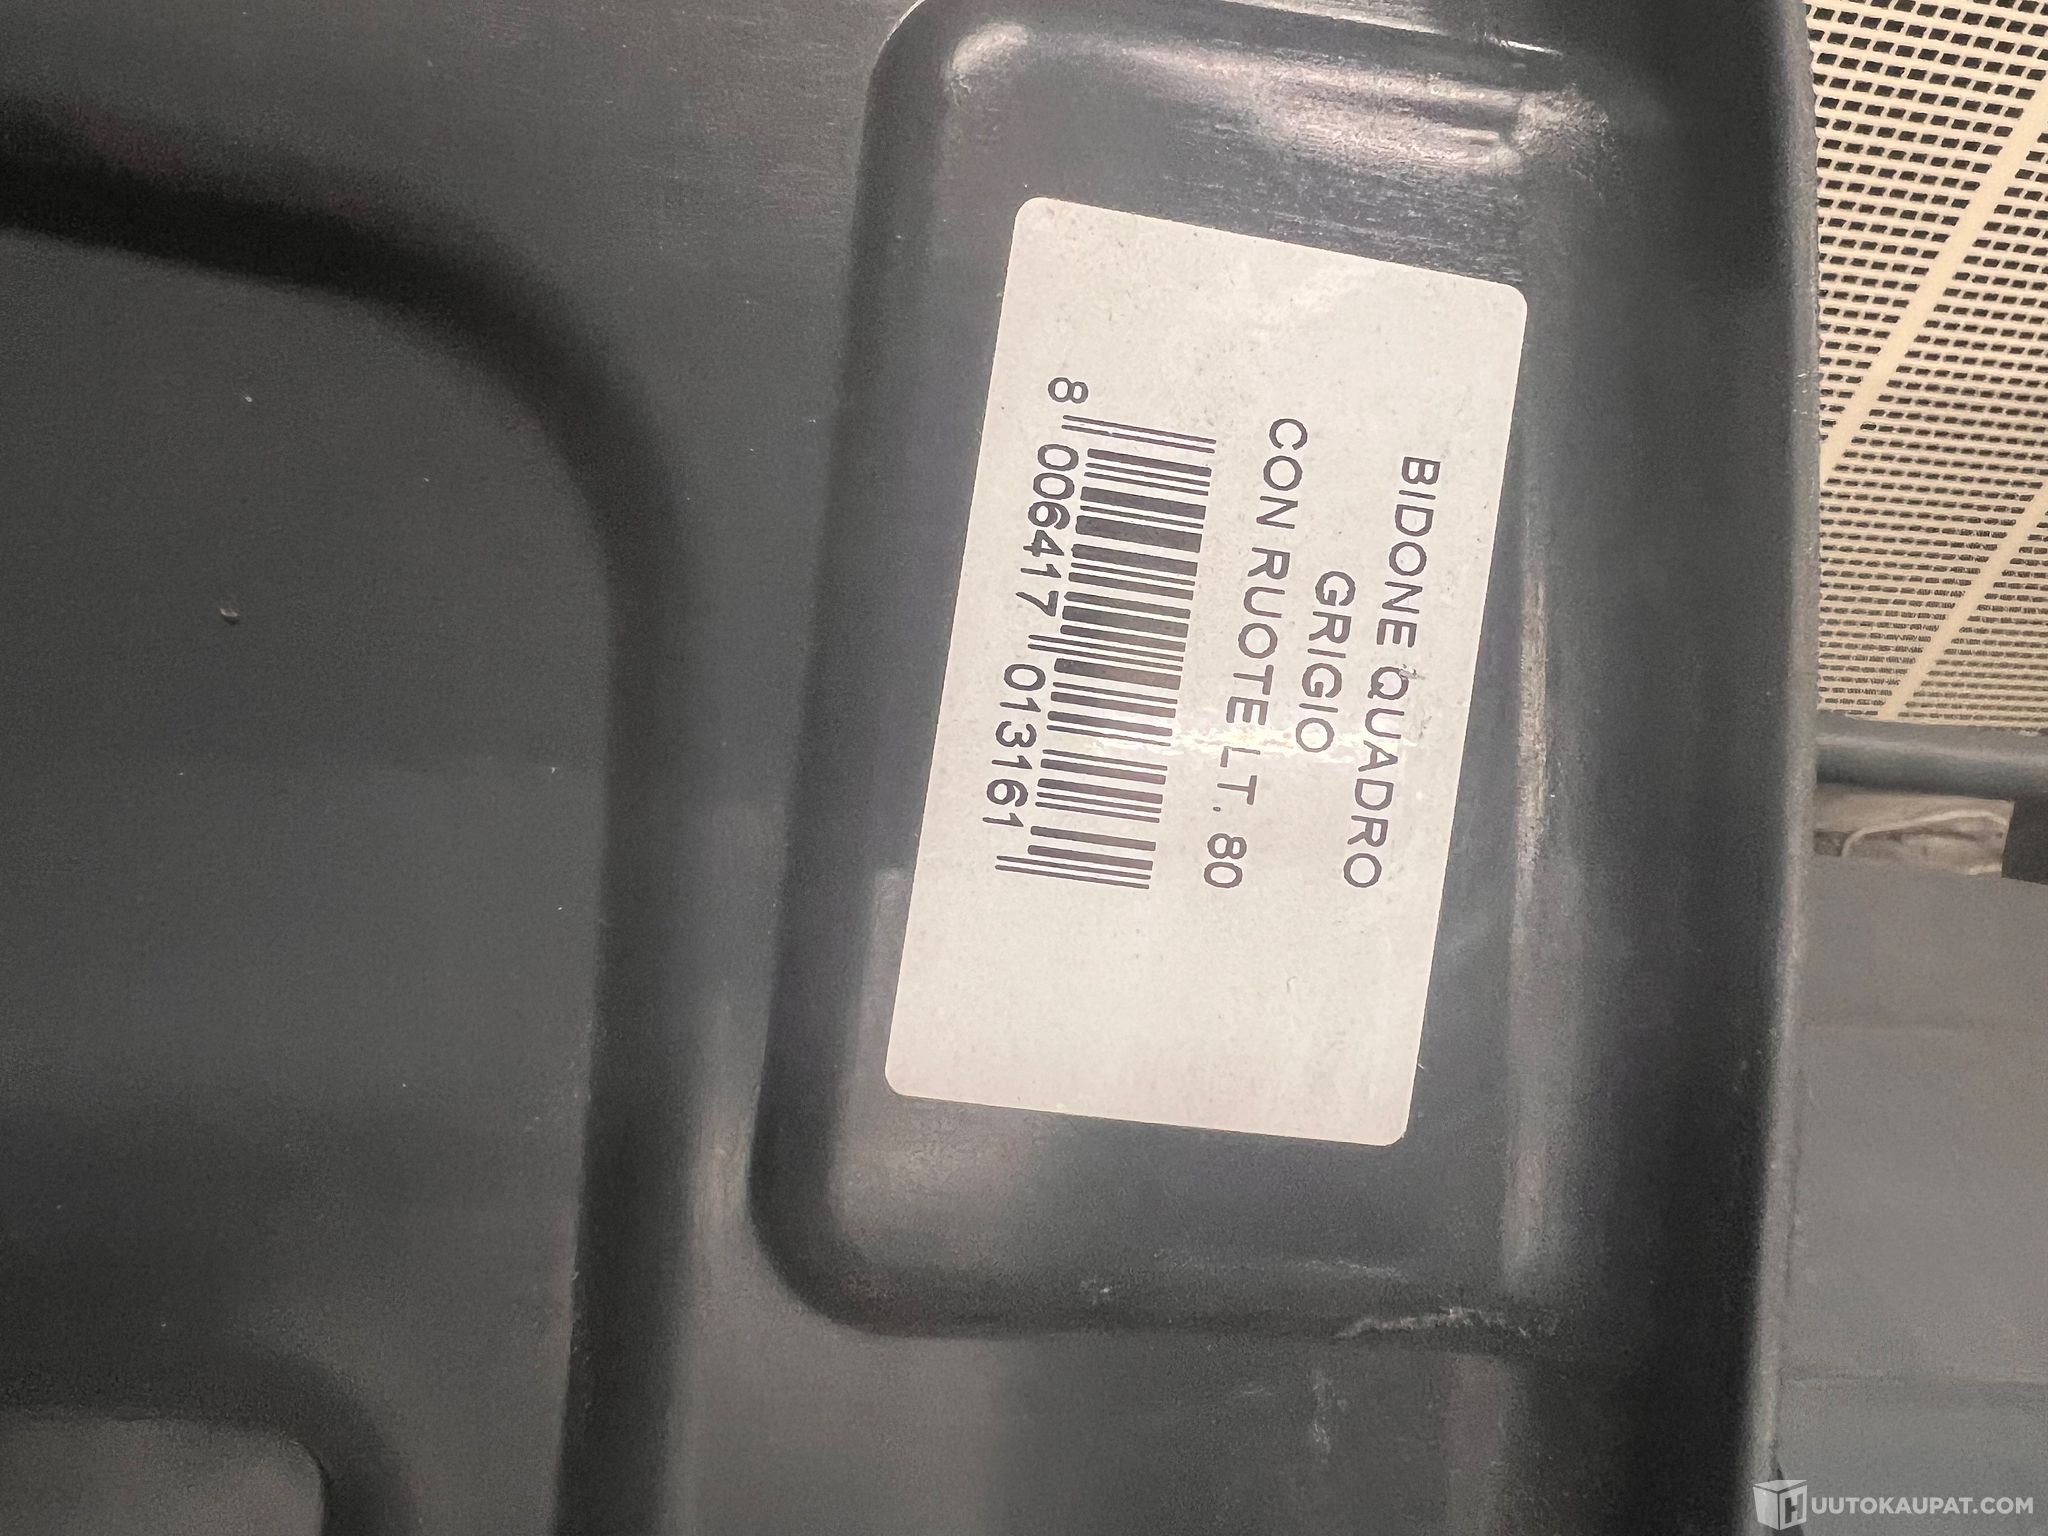 BIDONE QUADRO
GRIGIO
CON RUOTE LT. 80
8 006417 013161
HUUTOKAUPAT.COM